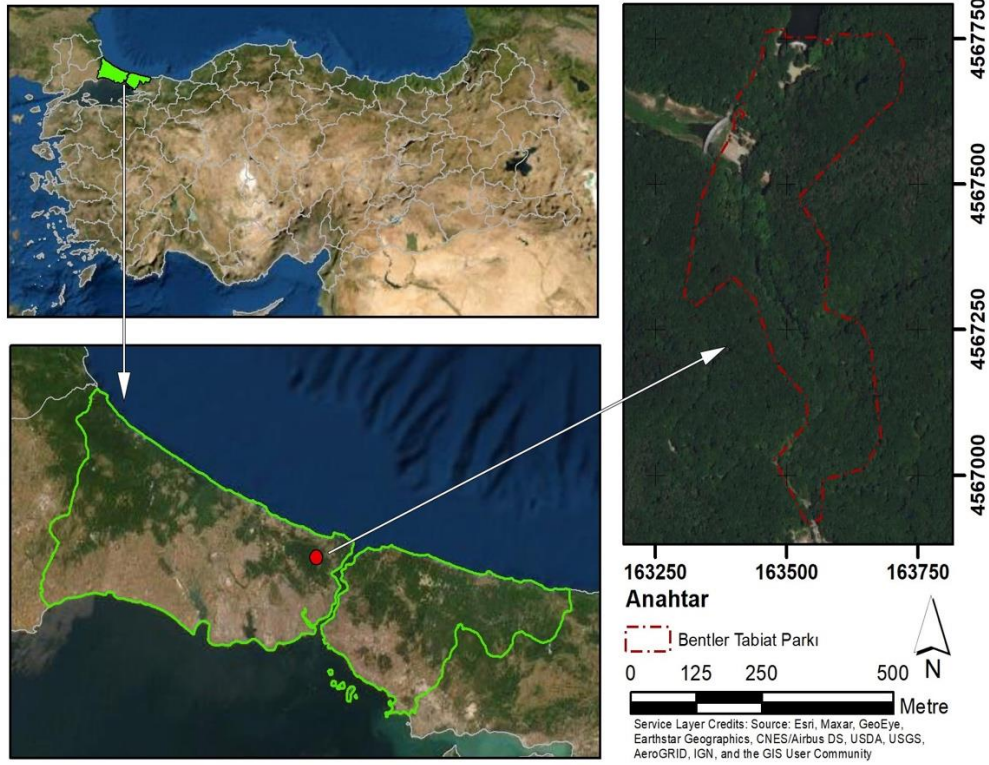 4567750
4567500
4567250
4567000
163250
163500
163750
Anahtar
Bentler Tabiat Parkı
0 125 250 500
Metre
N
Service Layer Credits: Source: Esri, Maxar, GeoEye,
Earthstar Geographics, CNES/Airbus DS, USDA, USGS,
AeroGRID, IGN, and the GIS User Community